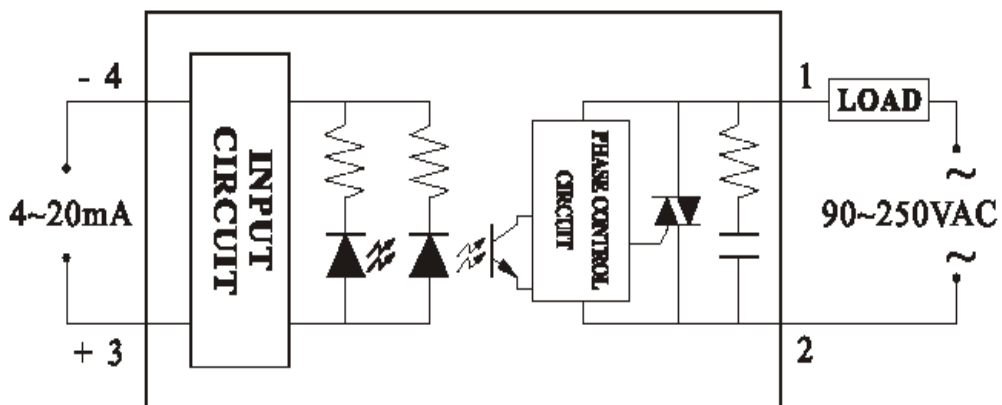 - 4
4~20mA
+ 3
INPUT
CIRCUIT
PHASE CONTROL
CIRCUIT
1
LOAD
~
90~250VAC
~
2